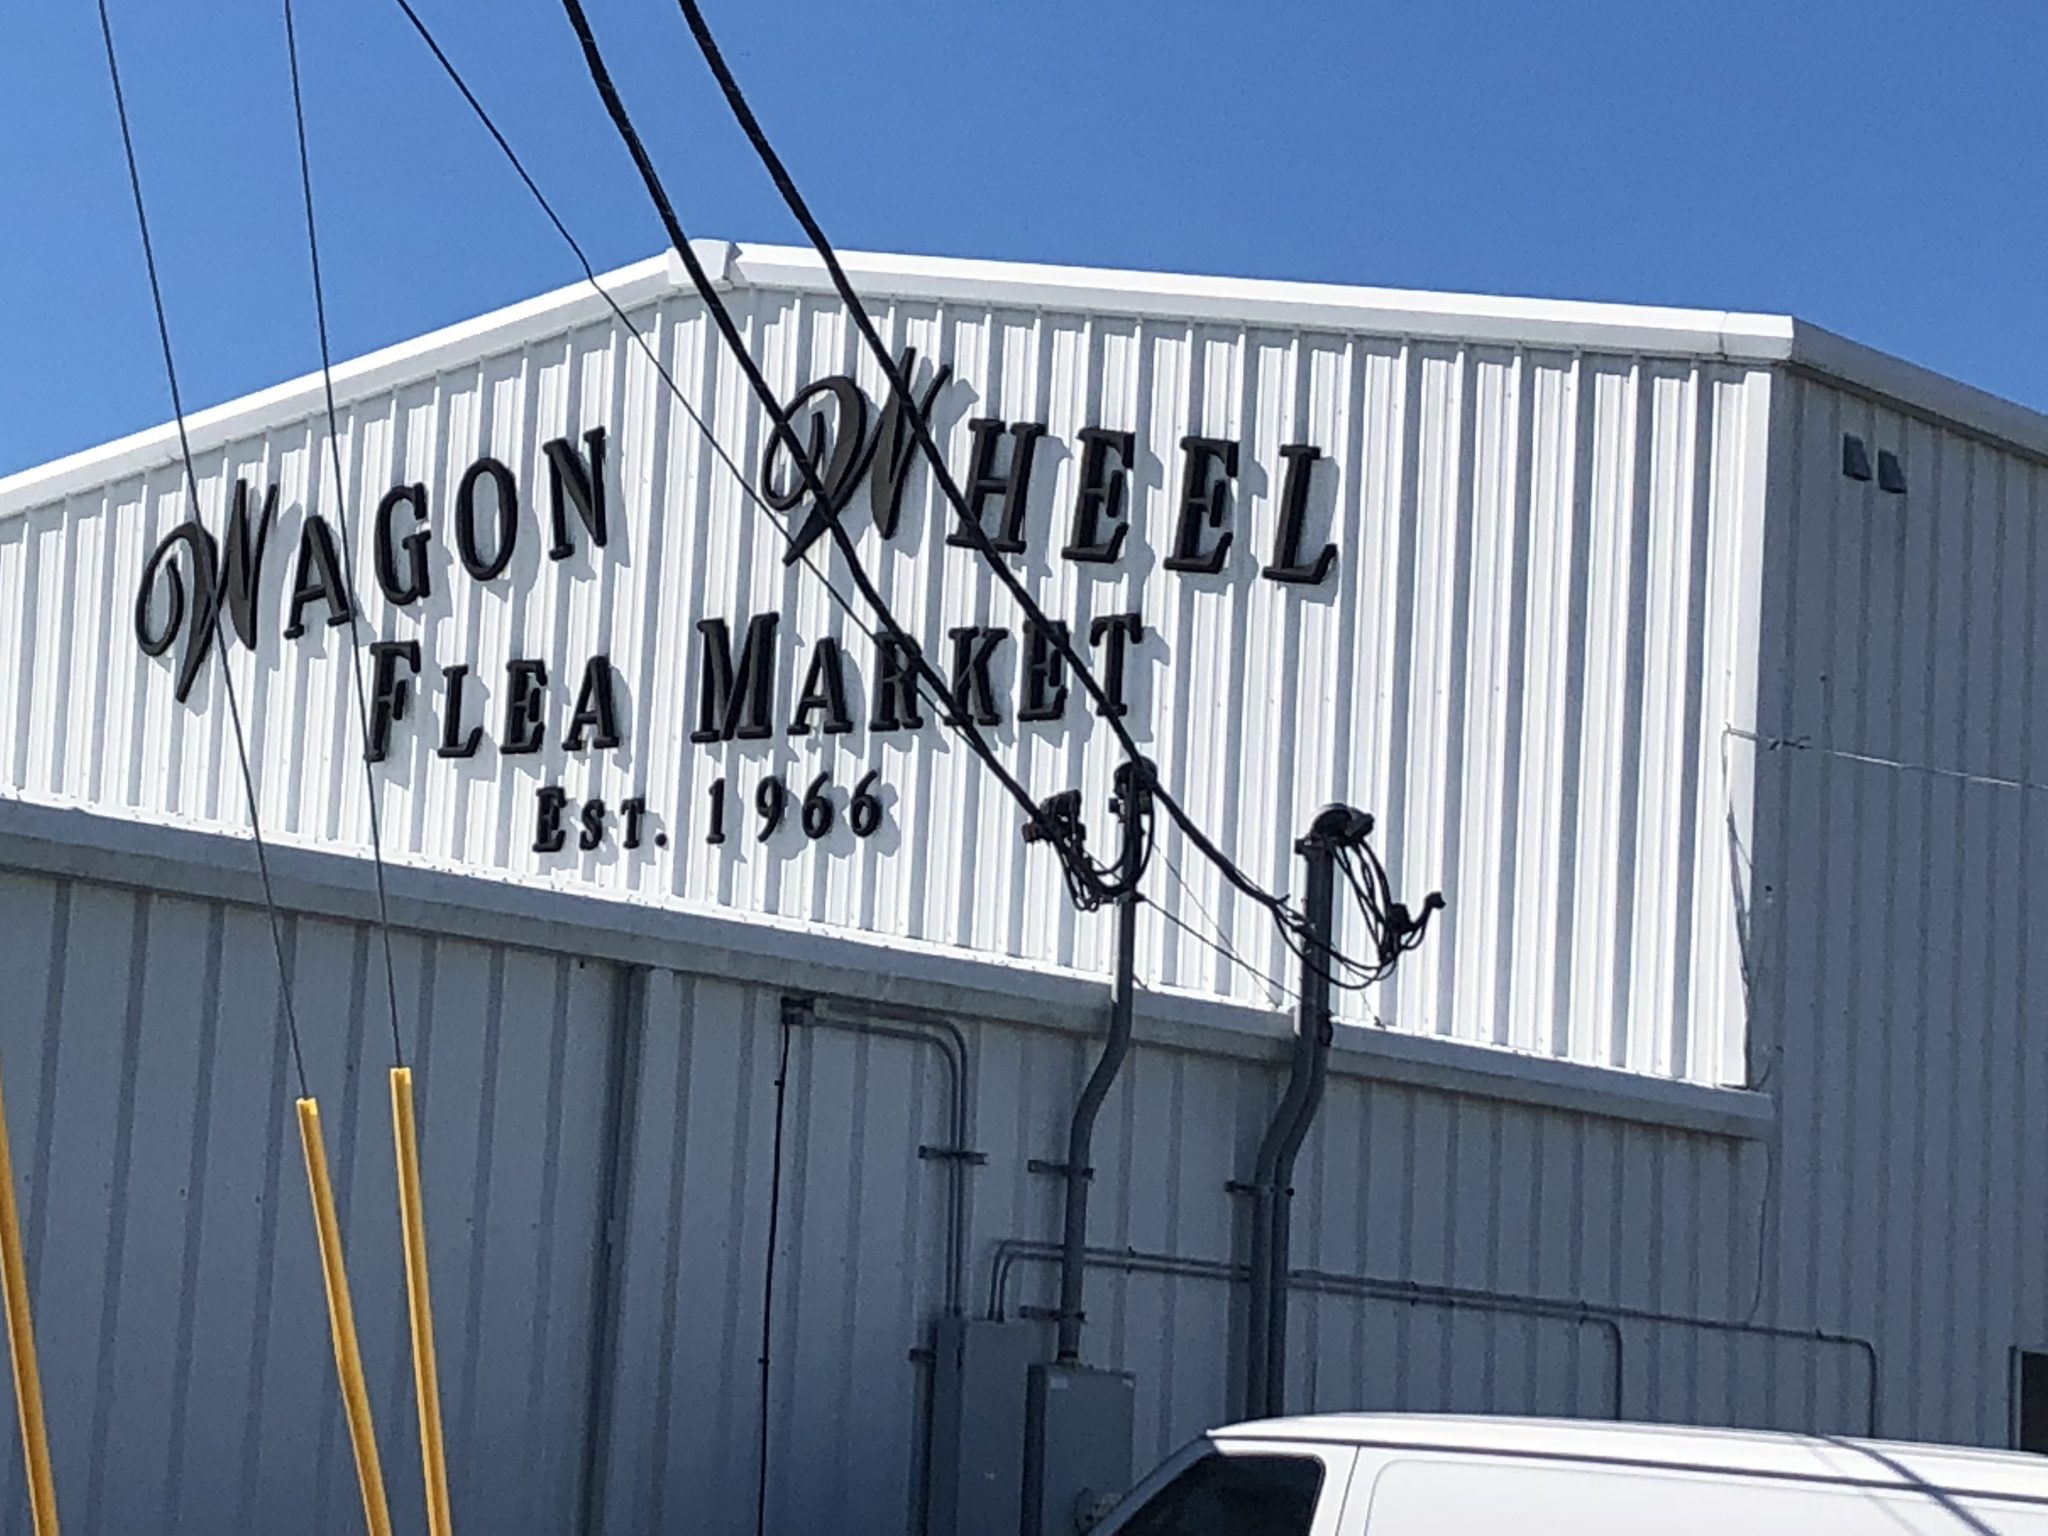 WAGON WHEEL
FLEA MARKET
EST. 1966